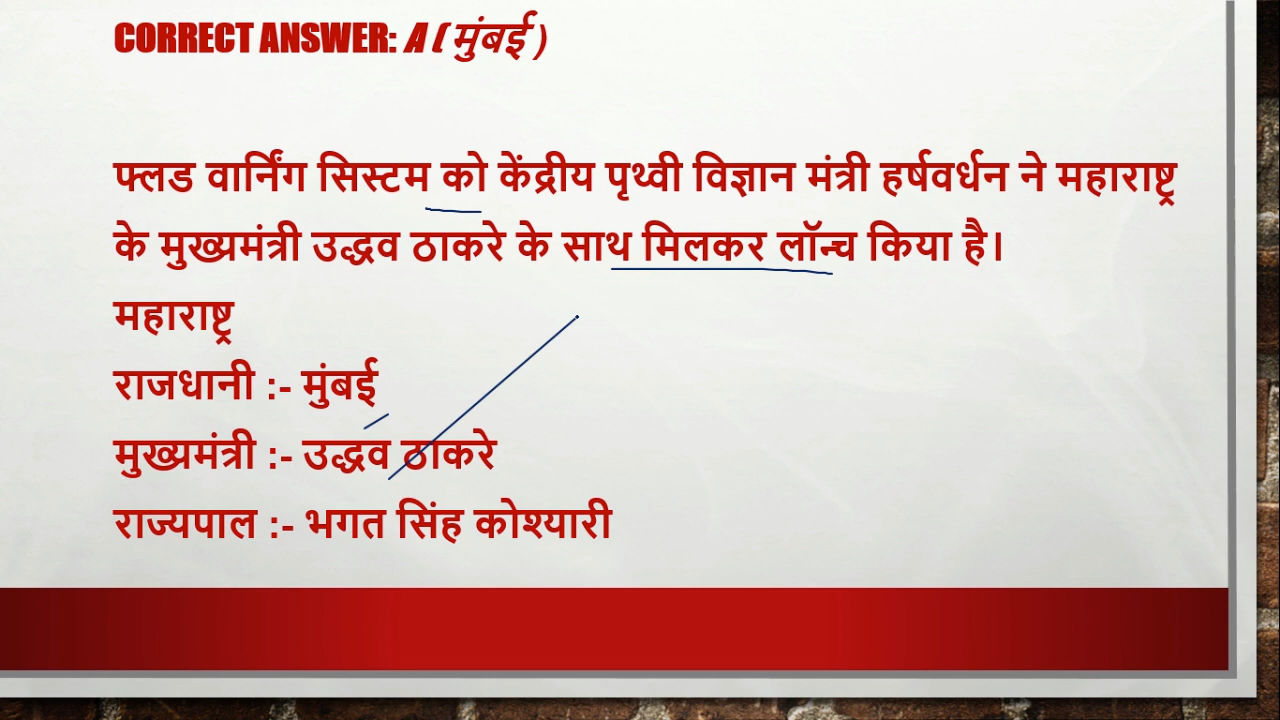 CORRECT ANSWER: A ( मुंबई )
फ्लड वार्निंग सिस्टम को केंद्रीय पृथ्वी विज्ञान मंत्री हर्षवर्धन ने महाराष्ट्र
के मुख्यमंत्री उद्धव ठाकरे के साथ मिलकर लॉन्च किया है।
महाराष्ट्र
राजधानी :- मुंबई
मुख्यमंत्री :- उद्धव ठाकरे
राज्यपाल :- भगत सिंह कोश्यारी